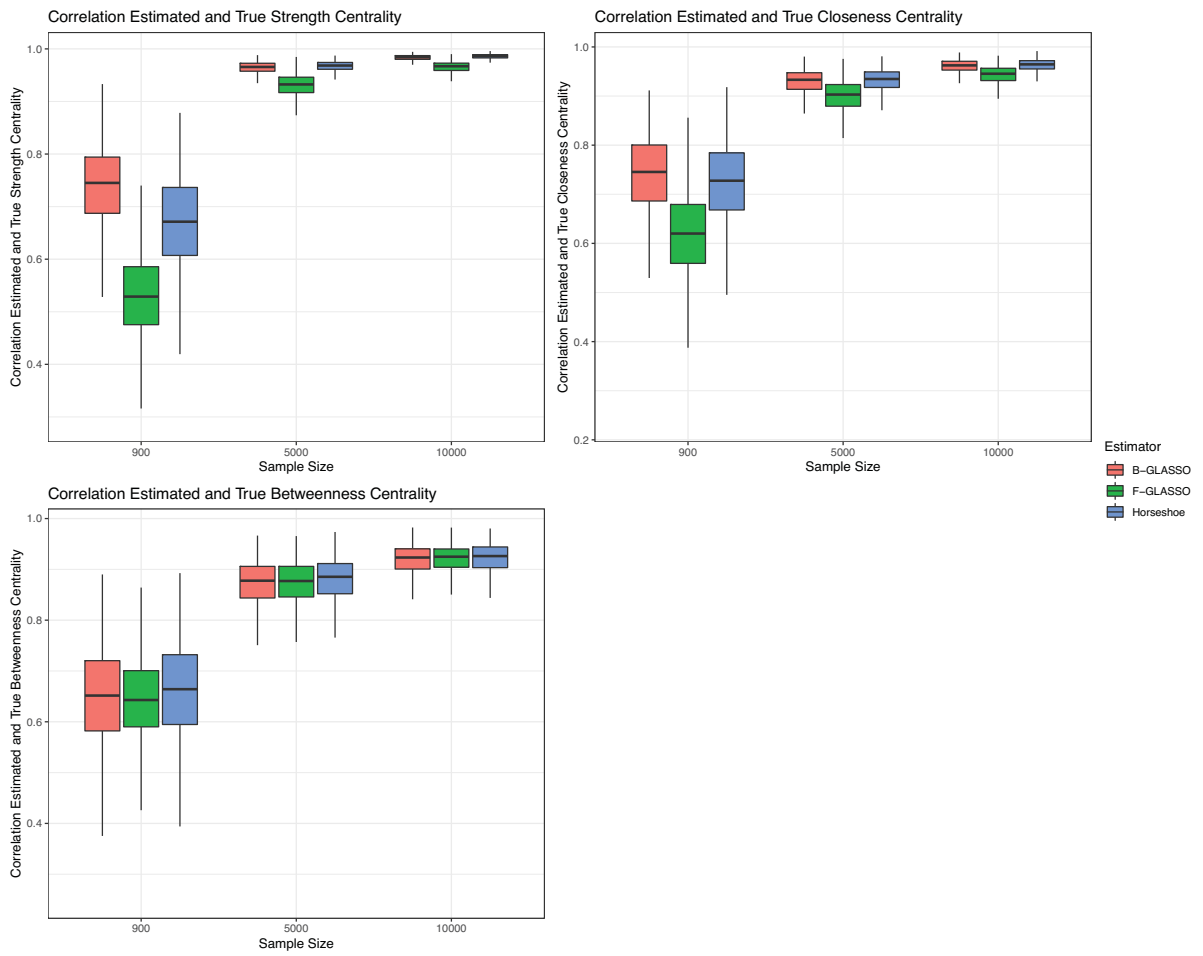 Correlation Estimated and True Strength Centrality
Correlation Estimated and True Strength Centrality
1.0
0.8
0.6
0.4
900
5000
10000
Sample Size
Correlation Estimated and True Closeness Centrality
Correlation Estimated and True Closeness Centrality
1.0
0.8
0.6
0.4
0.2
900
5000
10000
Sample Size
Estimator
B−GLASSO
F−GLASSO
Horseshoe
Correlation Estimated and True Betweenness Centrality
Correlation Estimated and True Betweenness Centrality
1.0
0.8
0.6
0.4
900
5000
10000
Sample Size